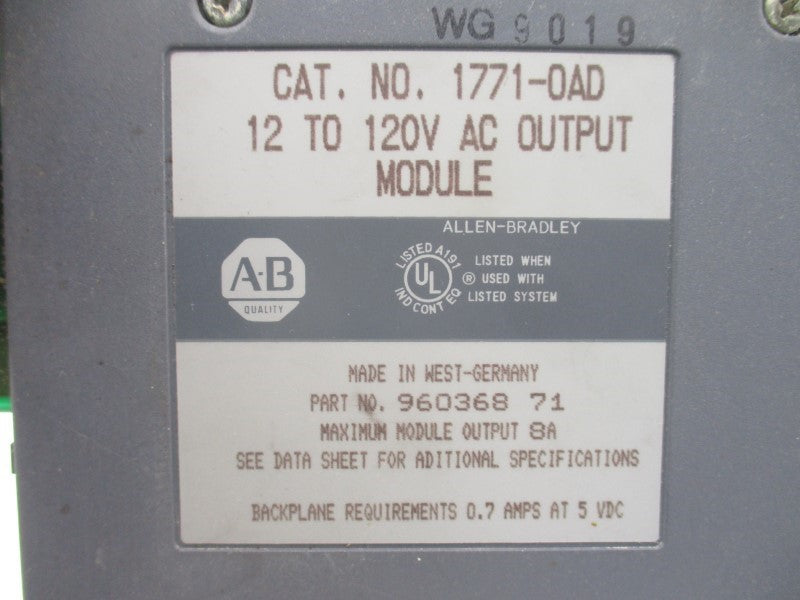 WG 9019
CAT. NO. 1771-OAD
12 TO 120V AC OUTPUT
MODULE
ALLEN-BRADLEY
A-B
QUALITY
LISTED A191
UL
IND CONT EQ
®
LISTED WHEN
USED WITH
LISTED SYSTEM
MADE IN WEST-GERMANY
PART NO. 960368 71
MAXIMUM MODULE OUTPUT 8A
SEE DATA SHEET FOR ADITIONAL SPECIFICATIONS
BACKPLANE REQUIREMENTS 0.7 AMPS AT 5 VDC